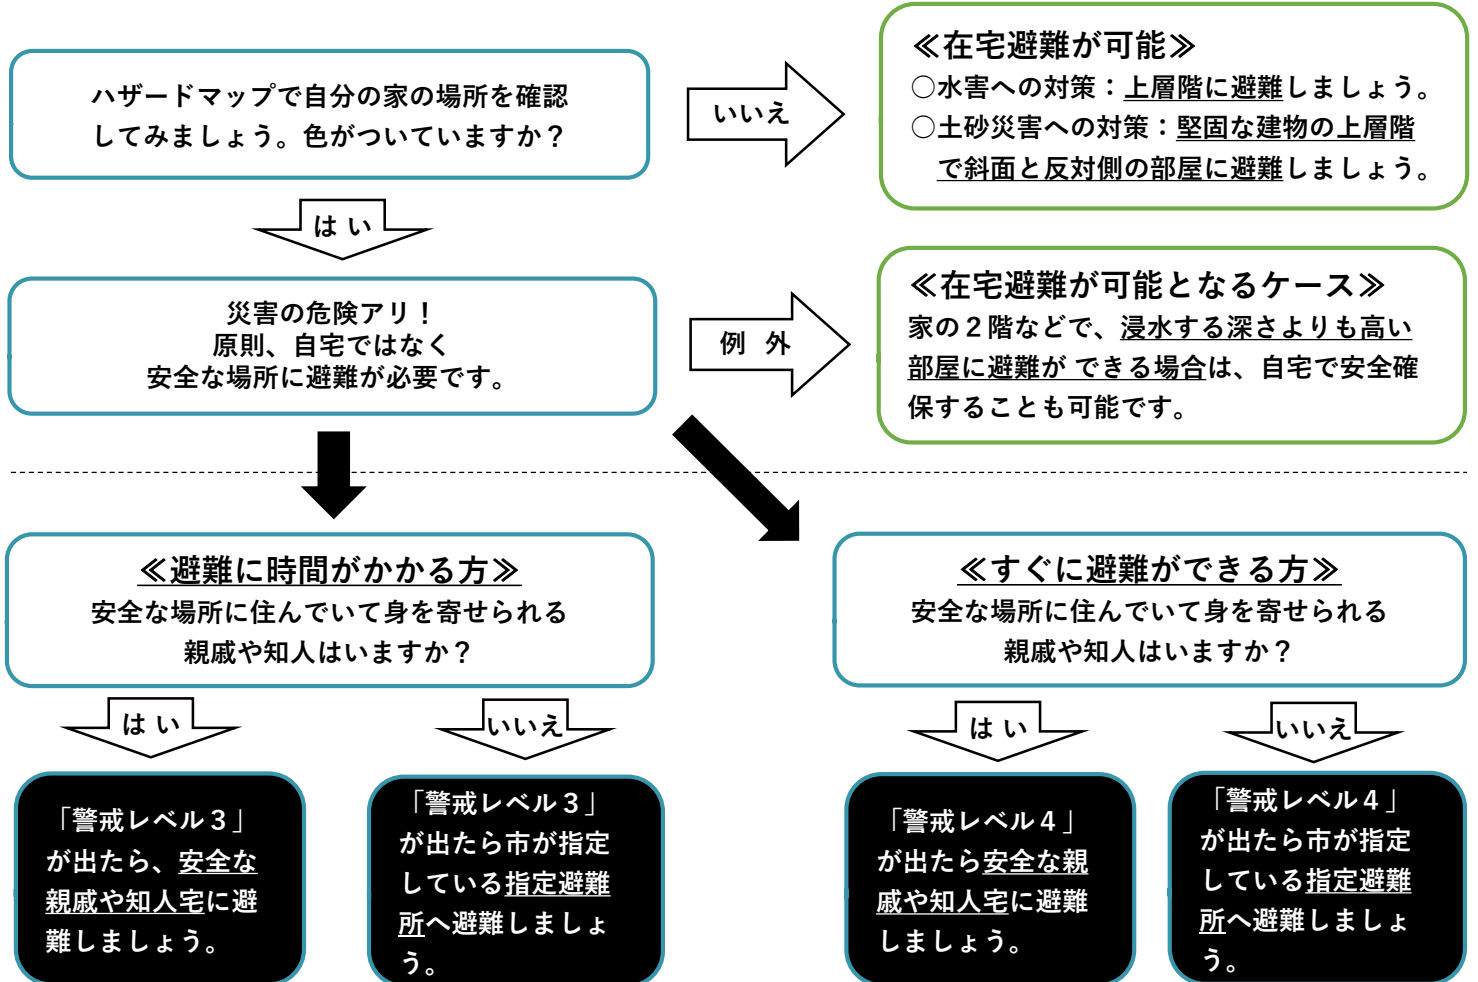 ハザードマップで自分の家の場所を確認
してみましょう。色がついていますか？
いいえ
≪在宅避難が可能≫
○水害への対策：上層階に避難しましょう。
○土砂災害への対策：堅固な建物の上層階
で斜面と反対側の部屋に避難しましょう。
はい
災害の危険アリ！
原則、自宅ではなく
安全な場所に避難が必要です。
例 外
≪在宅避難が可能となるケース≫
家の２階などで、浸水する深さよりも高い
部屋に避難が できる場合は、自宅で安全確
保することも可能です。
≪避難に時間がかかる方≫
安全な場所に住んでいて身を寄せられる
親戚や知人はいますか？
≪すぐに避難ができる方≫
安全な場所に住んでいて身を寄せられる
親戚や知人はいますか？
はい
いいえ
はい
いいえ
「警戒レベル３」
が出たら、安全な
親戚や知人宅に避
難しましょう。
「警戒レベル３」
が出たら市が指定
している指定避難
所へ避難しましょ
う。
「警戒レベル４」
が出たら安全な親
戚や知人宅に避難
しましょう。
「警戒レベル４」
が出たら市が指定
している指定避難
所へ避難しましょ
う。